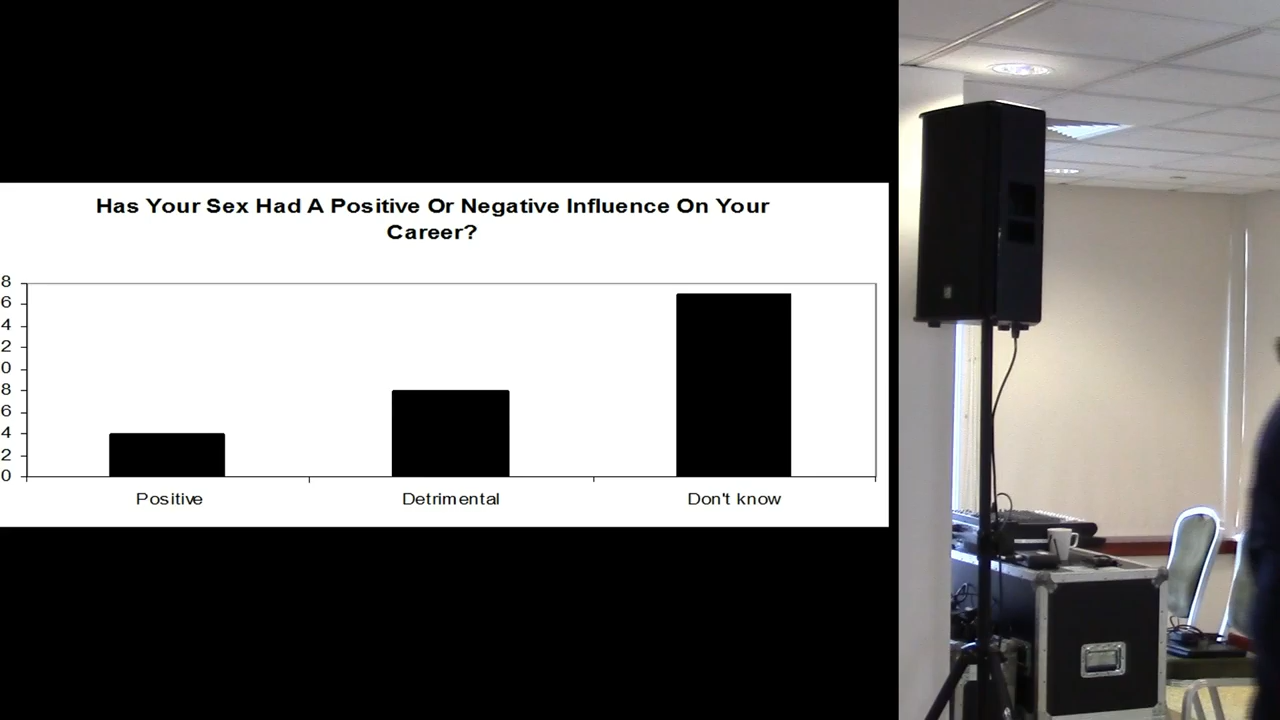 Has Your Sex Had A Positive Or Negative Influence On Your
Career?
8
6
4
2
0
8
6
4
2
0
Positive
Detrimental
Don't know